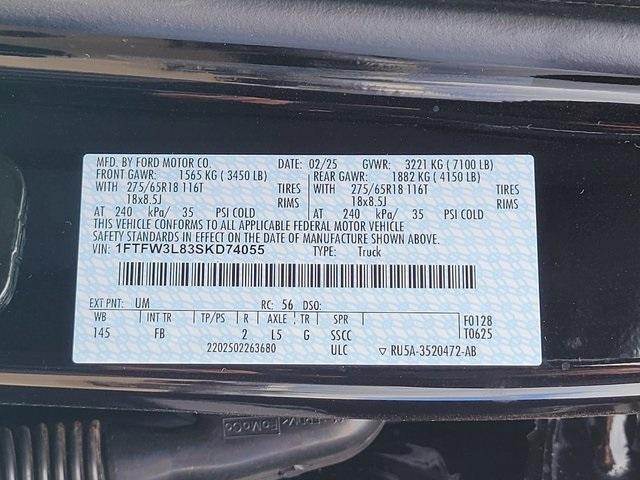 MFD. BY FORD MOTOR CO. DATE: 02/25 GVWR: 3221 KG ( 7100 LB)
FRONT GAWR: 1565 KG ( 3450 LB) REAR GAWR: 1882 KG ( 4150 LB)
WITH 275/65R18 116T TIRES WITH 275/65R18 116T TIRES
18x8.5J RIMS 18x8.5J RIMS
AT 240 kPa/ 35 PSI COLD AT 240 kPa/ 35 PSI COLD
THIS VEHICLE CONFORMS TO ALL APPLICABLE FEDERAL MOTOR VEHICLE
SAFETY STANDARDS IN EFFECT ON THE DATE OF MANUFACTURE SHOWN ABOVE.
VIN: 1FTFW3L83SKD74055 TYPE: Truck
EXT PNT: UM RC: 56 DSO:
WB INT TR TP/PS R AXLE TR SPR F0128
145 FB 2 L5 G SSCC T0625
2202502263680 ULC ▽ RU5A-3520472-AB
FoMoCo